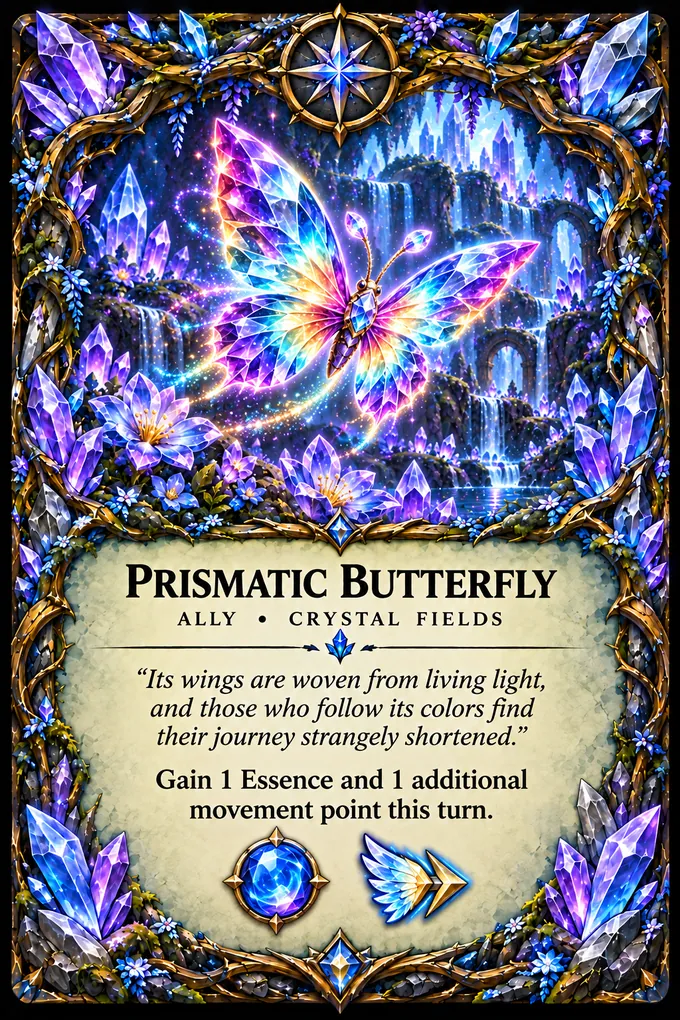 PRISMATIC BUTTERFLY
ALLY • CRYSTAL FIELDS
“Its wings are woven from living light,
and those who follow its colors find
their journey strangely shortened.”
Gain 1 Essence and 1 additional
movement point this turn.